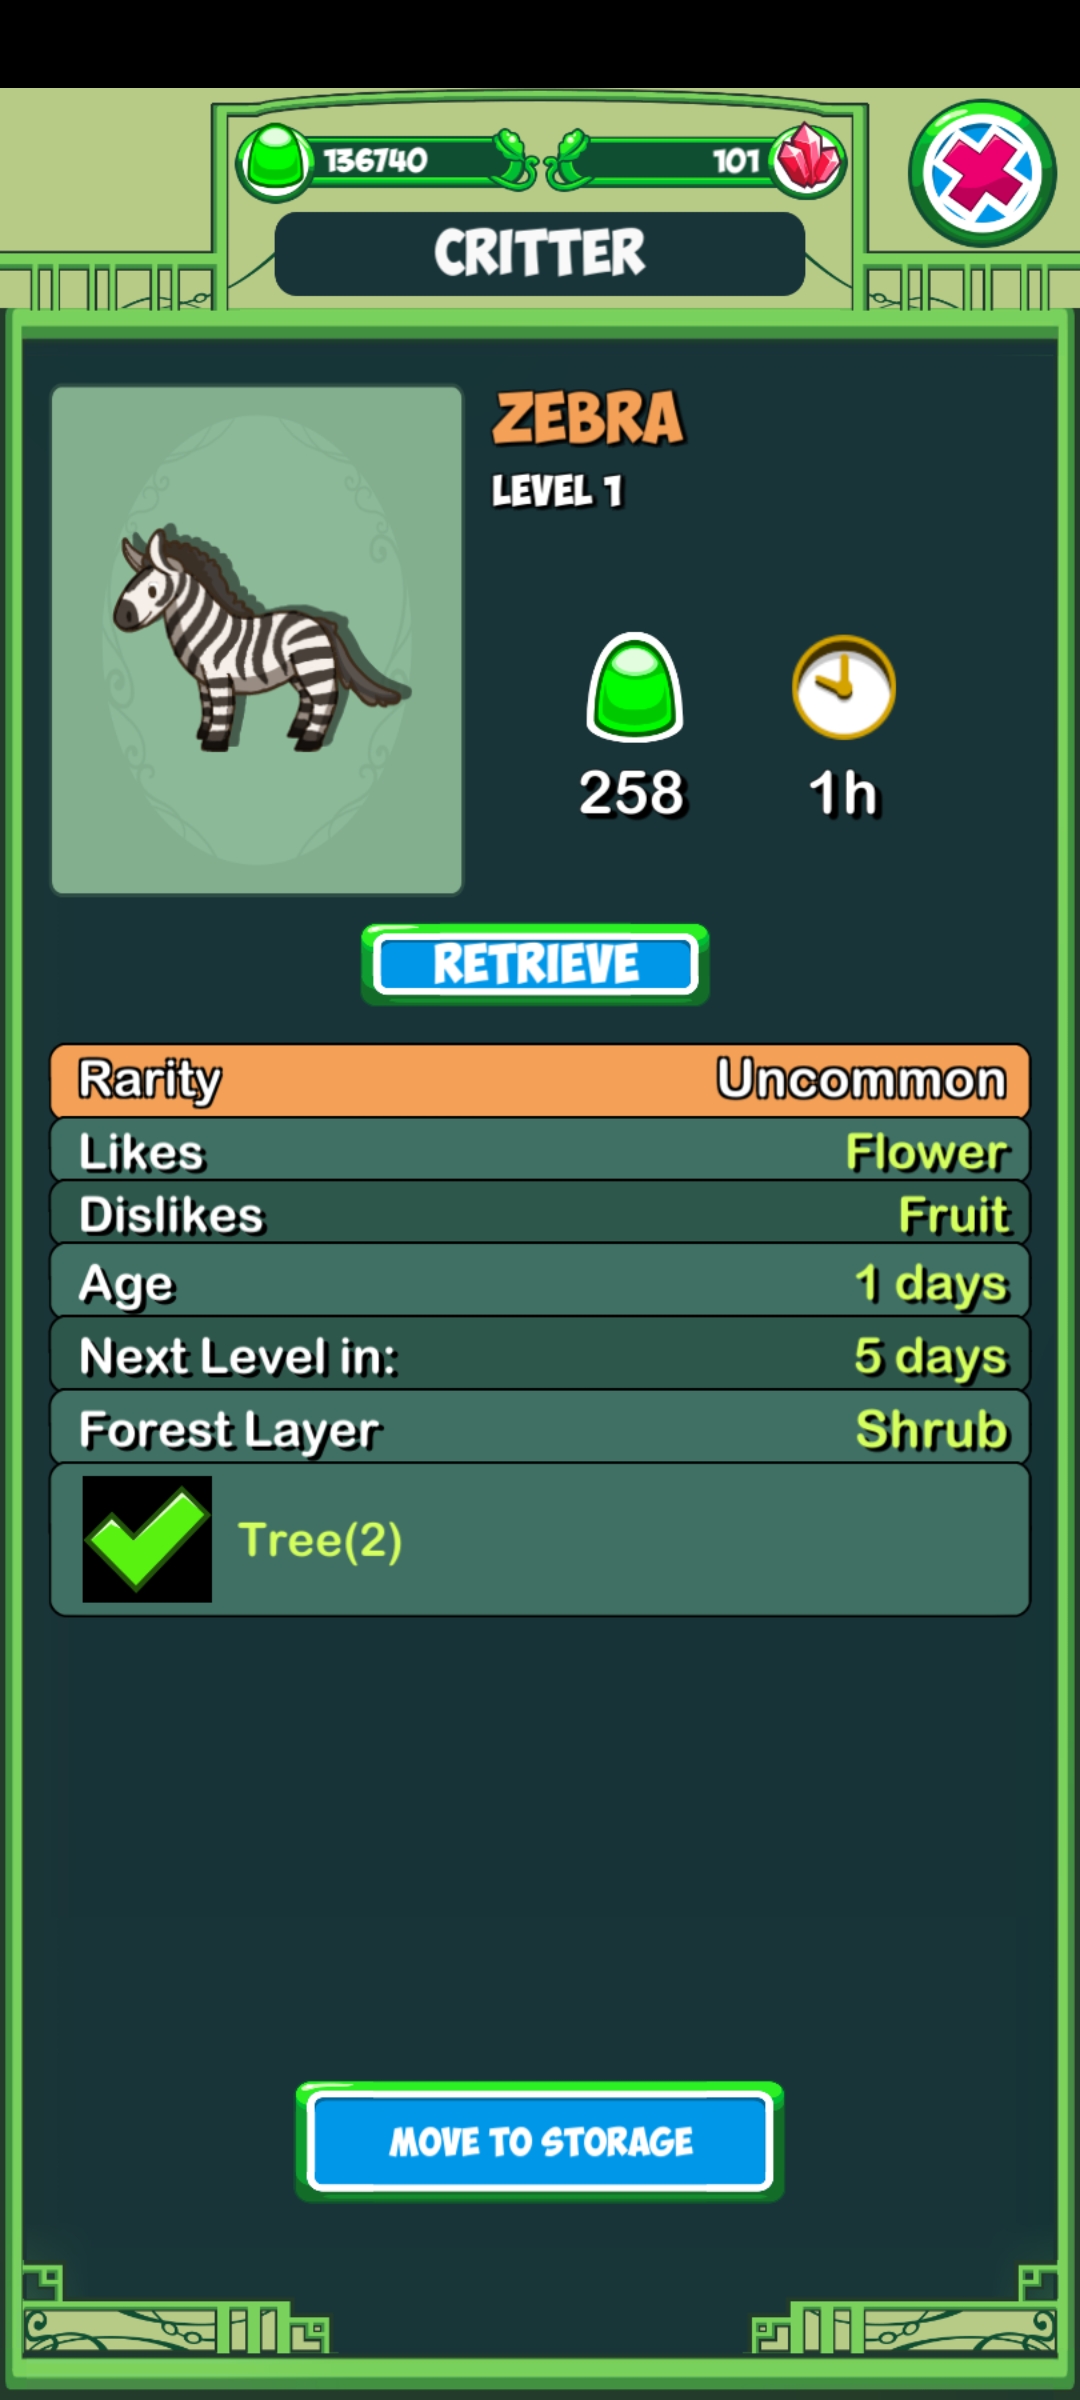 136740 101
CRITTER
ZEBRA
LEVEL 1
258 1h
RETRIEVE
Rarity Uncommon
Likes Flower
Dislikes Fruit
Age 1 days
Next Level in: 5 days
Forest Layer Shrub
Tree(2)
MOVE TO STORAGE